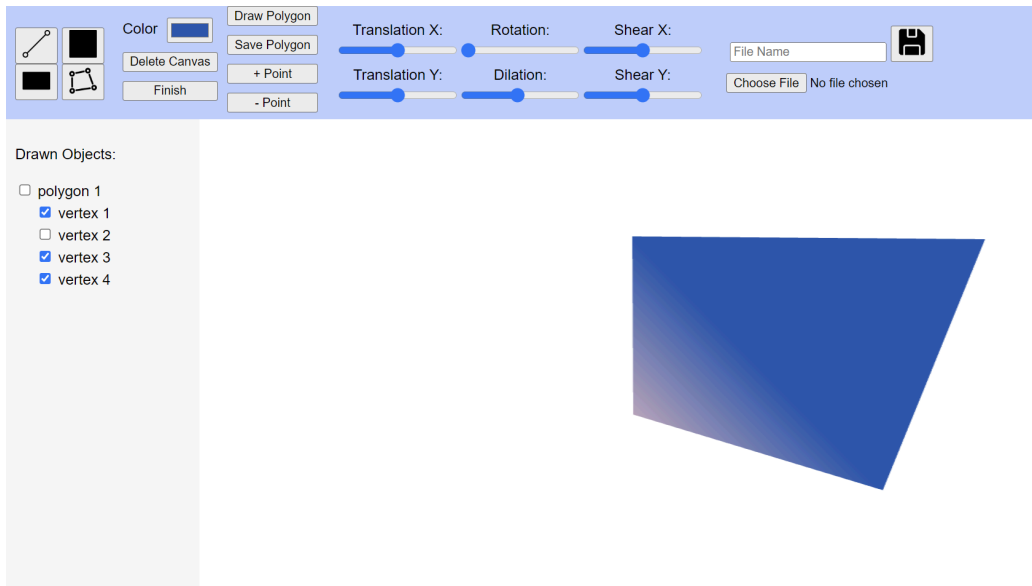 Color
Delete Canvas
Finish
Draw Polygon
Save Polygon
+ Point
- Point
Translation X:
Rotation:
Shear X:
Translation Y:
Dilation:
Shear Y:
File Name
Choose File No file chosen
Drawn Objects:
polygon 1
vertex 1
vertex 2
vertex 3
vertex 4